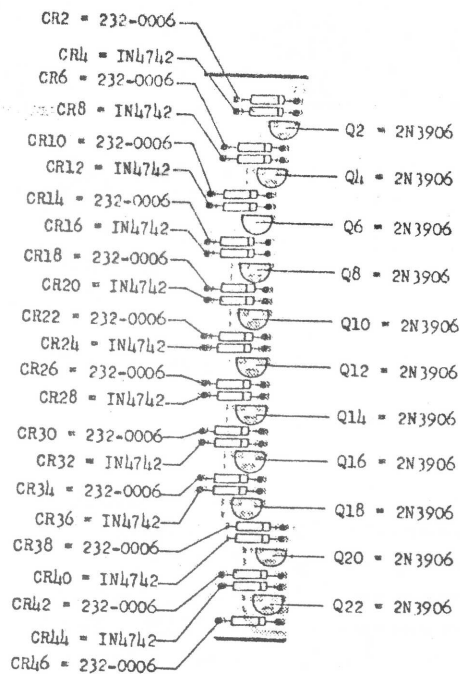 CR2 = 232-0006
CR4 = IN4742
CR6 = 232-0006
CR8 = IN4742
Q2 = 2N3906
CR10 = 232-0006
CR12 = IN4742
Q4 = 2N3906
CR14 = 232-0006
CR16 = IN4742
Q6 = 2N3906
CR18 = 232-0006
Q8 = 2N3906
CR20 = IN4742
CR22 = 232-0006
Q10 = 2N3906
CR24 = IN4742
CR26 = 232-0006
Q12 = 2N3906
CR28 = IN4742
Q14 = 2N3906
CR30 = 232-0006
CR32 = IN4742
Q16 = 2N3906
CR34 = 232-0006
CR36 = IN4742
Q18 = 2N3906
CR38 = 232-0006
Q20 = 2N3906
CR40 = IN4742
CR42 = 232-0006
Q22 = 2N3906
CR44 = IN4742
CR46 = 232-0006